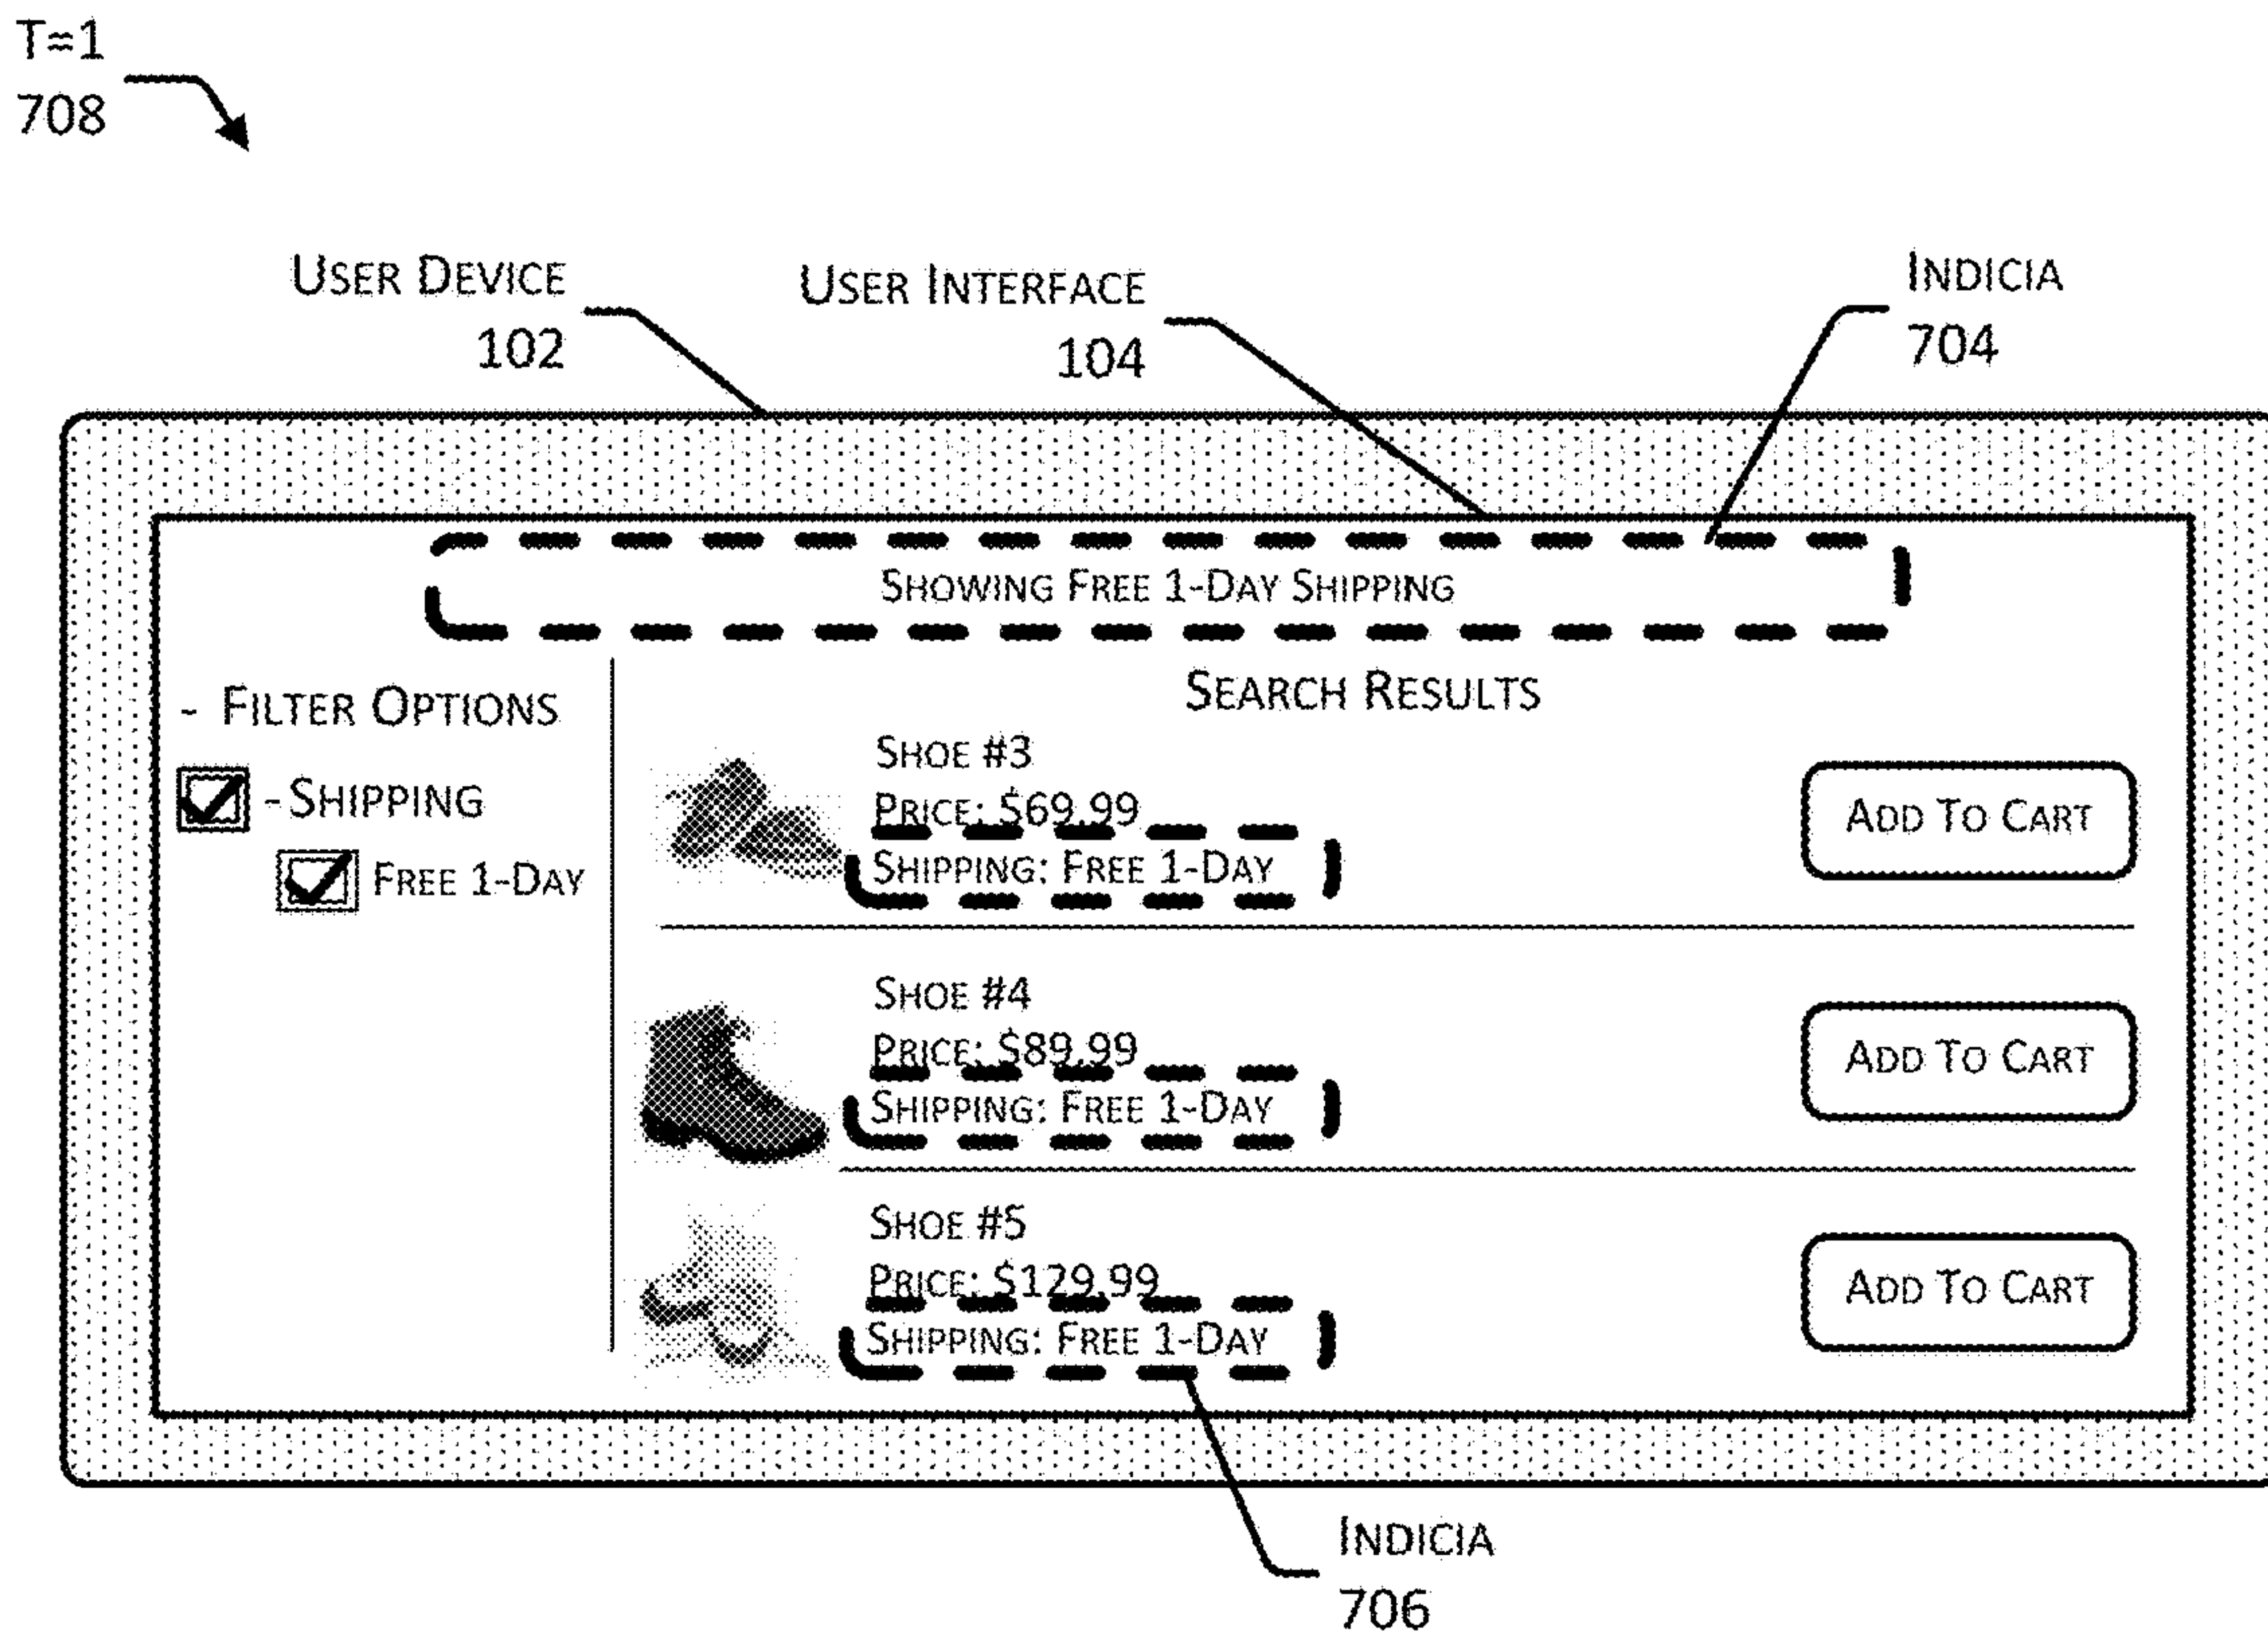 T=1
708
USER DEVICE
102
USER INTERFACE
104
INDICIA
704
SHOWING FREE 1-DAY SHIPPING
- FILTER OPTIONS
- SHIPPING
FREE 1-DAY
SEARCH RESULTS
SHOE #3
PRICE: $69.99
SHIPPING: FREE 1-DAY
ADD TO CART
SHOE #4
PRICE: $89.99
SHIPPING: FREE 1-DAY
ADD TO CART
SHOE #5
PRICE: $129.99
SHIPPING: FREE 1-DAY
ADD TO CART
INDICIA
706